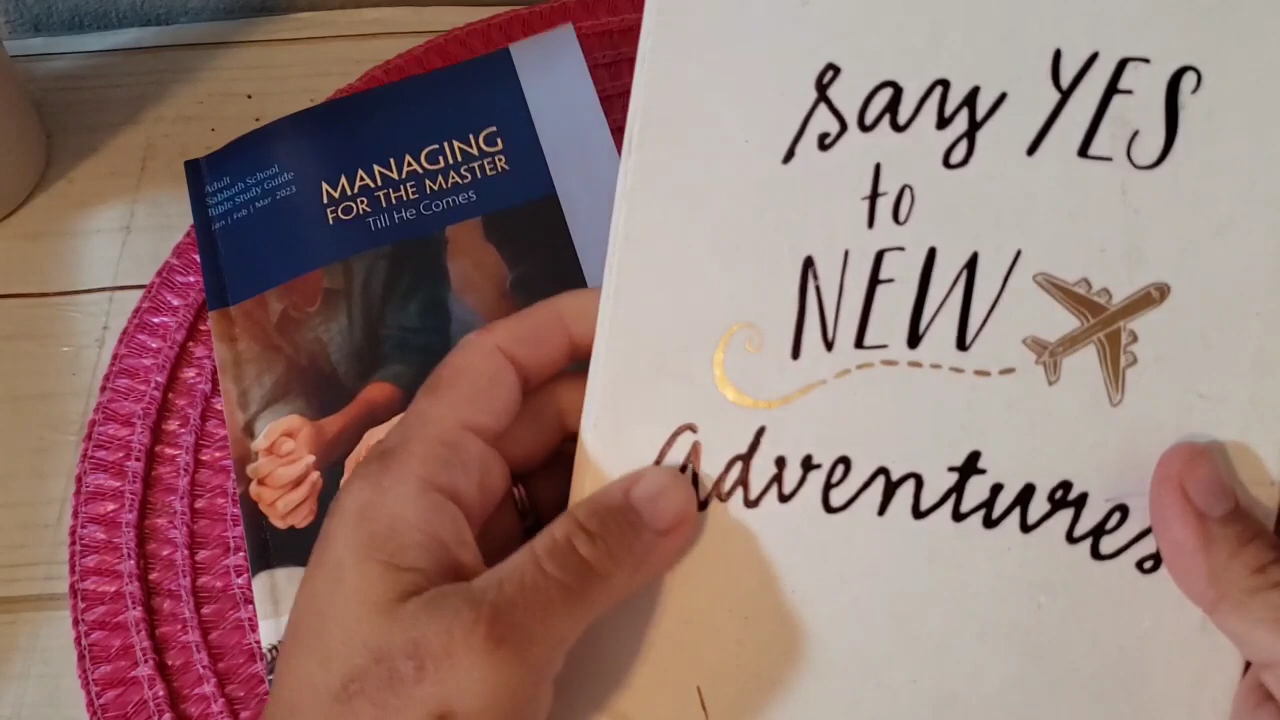 Adult
Sabbath School
Bible Study Guide
Jan | Feb | Mar 2023
MANAGING
FOR THE MASTER
Till He Comes
say YES
to
NEW
adventures